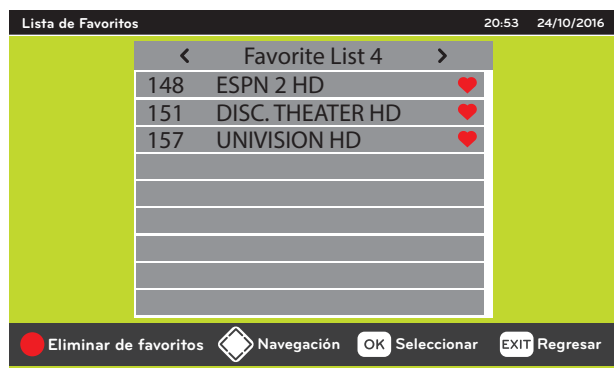 Lista de Favoritos 20:53 24/10/2016
Favorite List 4
148 ESPN 2 HD
151 DISC. THEATER HD
157 UNIVISION HD
Eliminar de favoritos Navegación OK Seleccionar EXIT Regresar